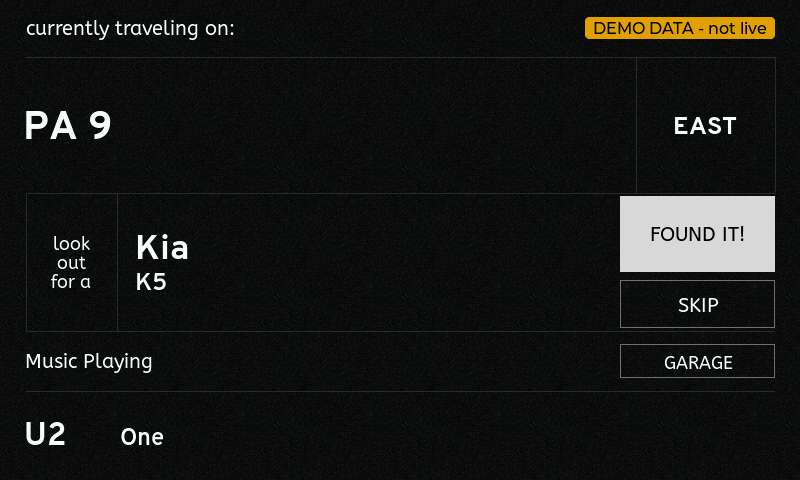 currently traveling on:
DEMO DATA - not live
PA 9
EAST
look
out
for a
Kia
K5
FOUND IT!
SKIP
Music Playing
GARAGE
U2
One